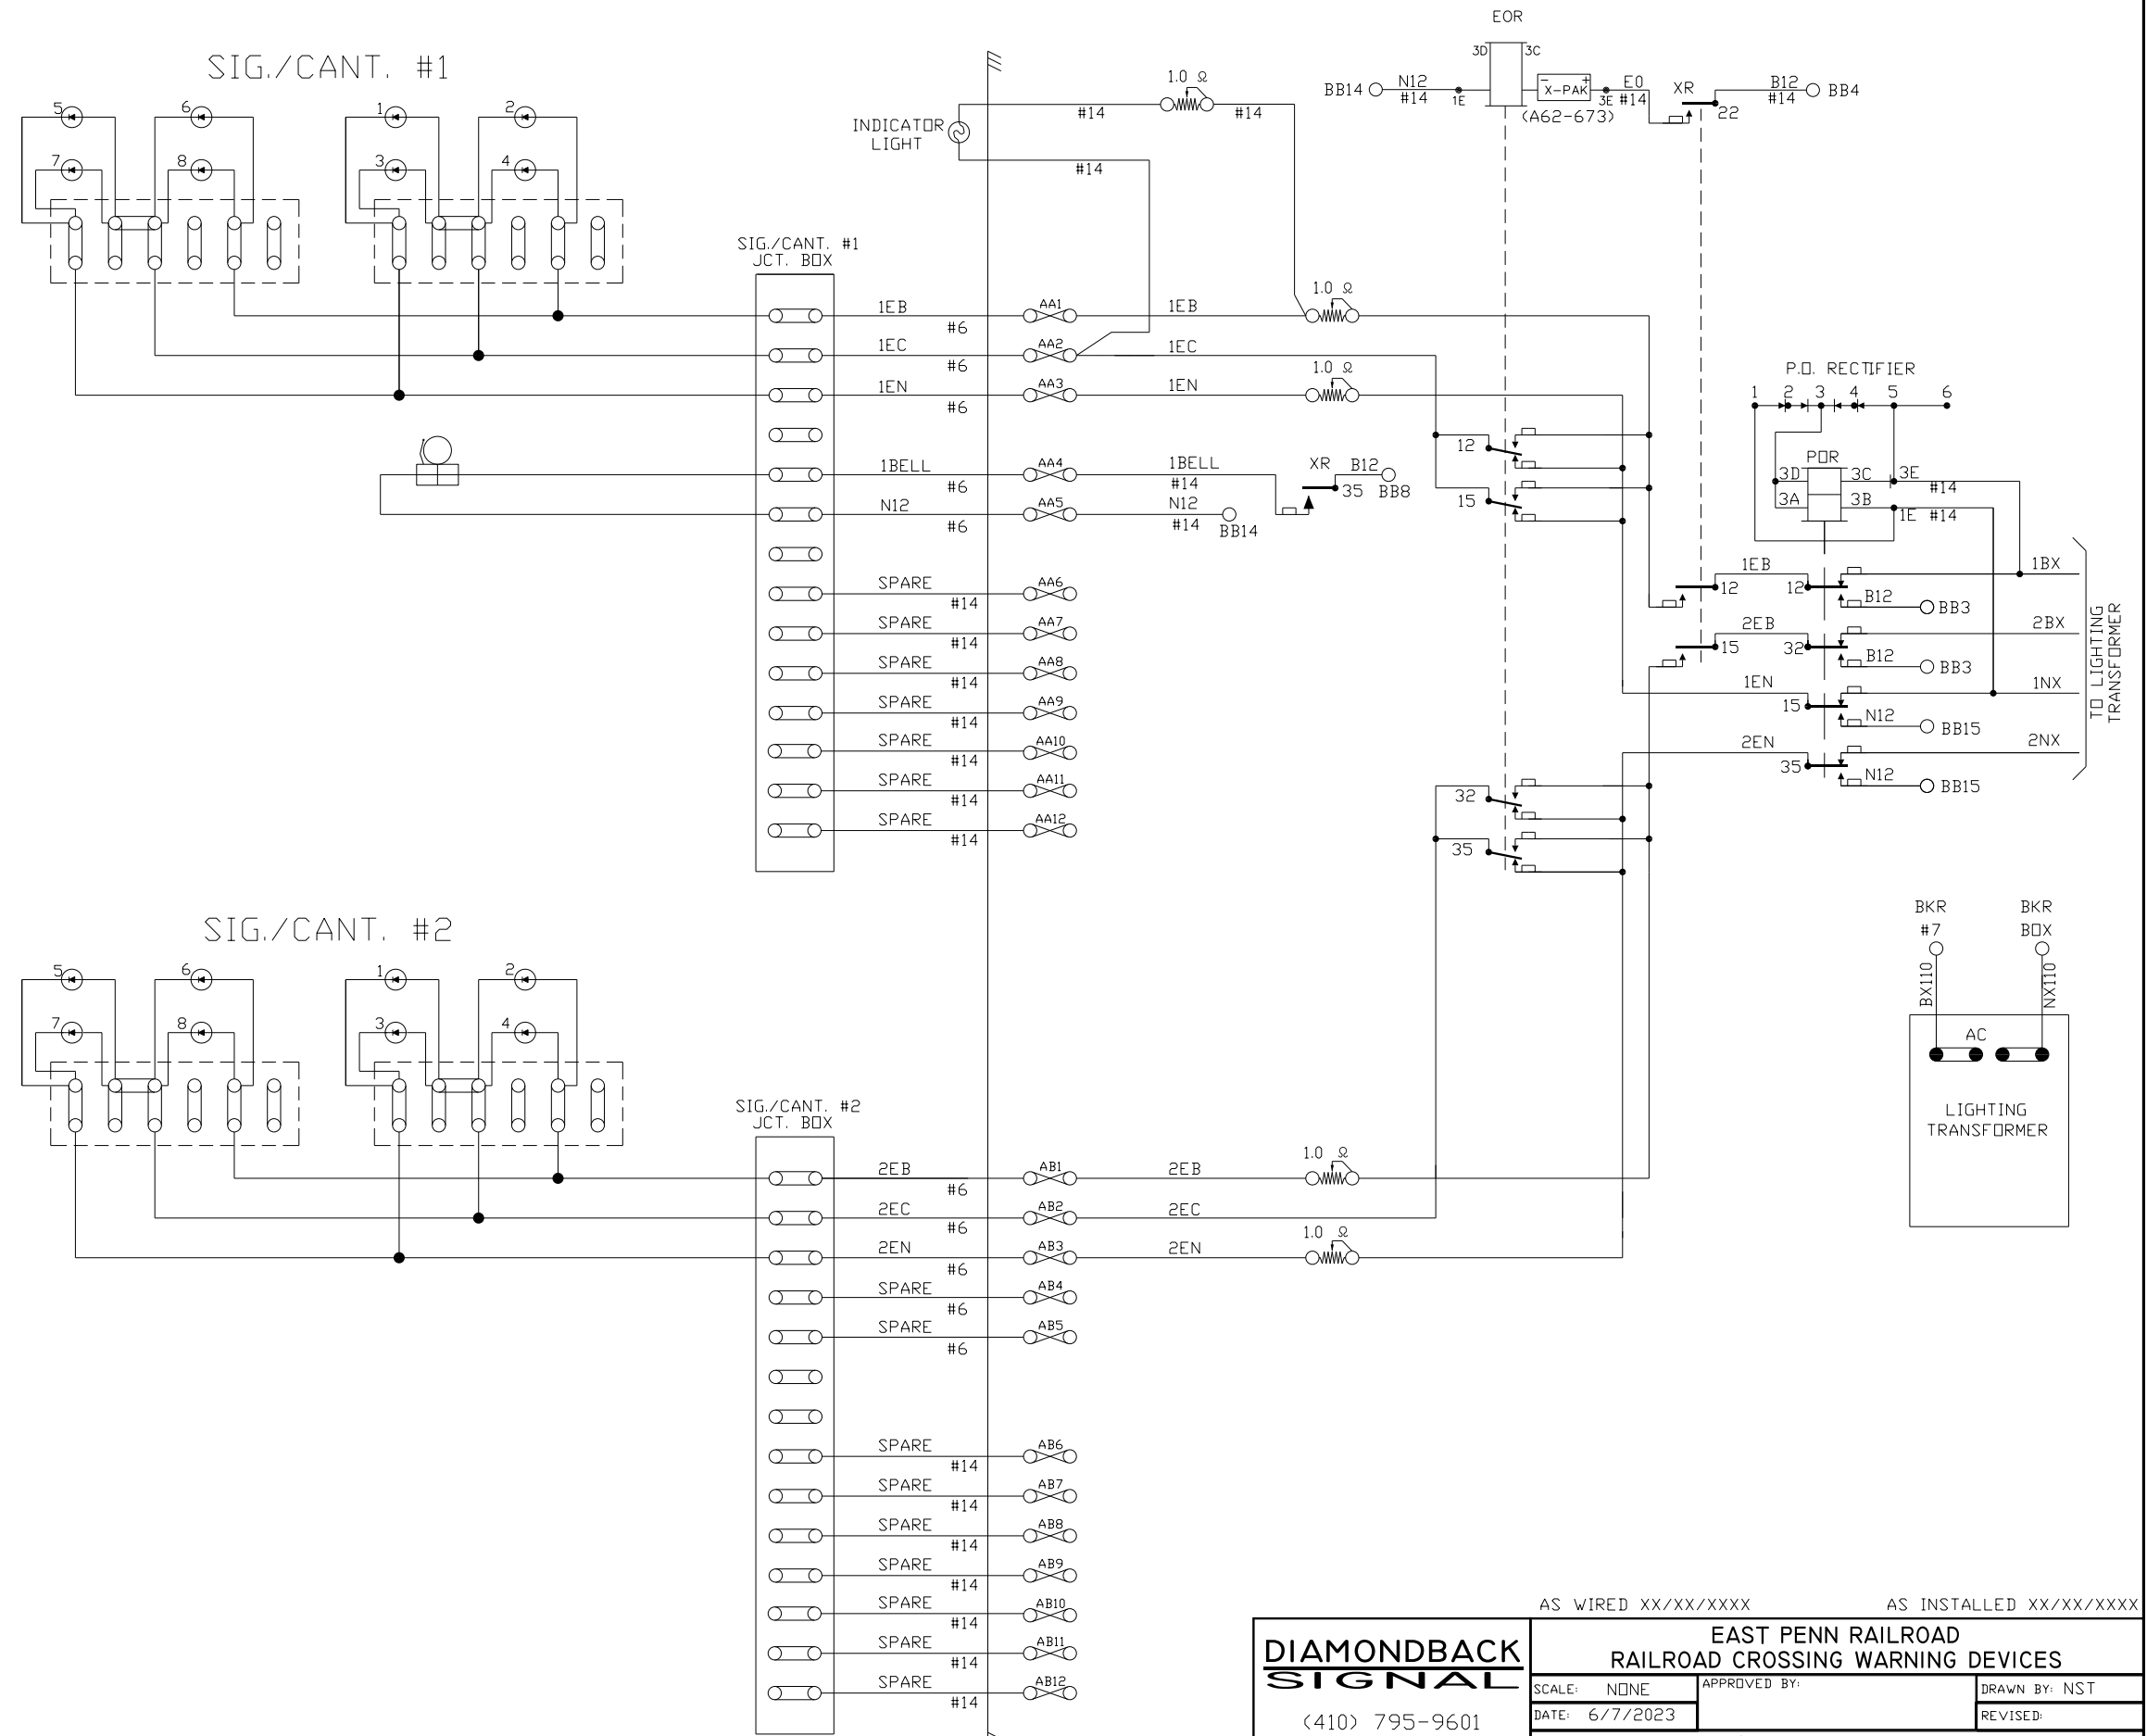 EOR
3D
3C
SIG./CANT. #1
1.0 Ω
BB14
N12
#14
1E
-
+
X-PAK
3E
E0
#14
XR
B12
#14
BB4
(A62-673)
22
5
6
1
2
#14
#14
INDICATOR
LIGHT
7
8
3
4
#14
SIG./CANT. #1
JCT. BOX
1.0 Ω
1EB
#6
AA1
1EB
1EC
#6
AA2
1EC
1.0 Ω
1EN
#6
AA3
1EN
P.O. RECTIFIER
1
2
3
4
5
6
12
1BELL
#6
AA4
1BELL
#14
XR
B12
35
BB8
POR
3D
3C
3E
#14
3A
3B
1E
#14
15
N12
#6
AA5
N12
#14
BB14
SPARE
#14
AA6
1EB
12
12
1BX
B12
BB3
SPARE
#14
AA7
2EB
15
32
2BX
B12
BB3
SPARE
#14
AA8
1EN
15
1NX
N12
BB15
SPARE
#14
AA9
2EN
35
2NX
N12
BB15
TO LIGHTING
TRANSFORMER
SPARE
#14
AA10
SPARE
#14
AA11
32
SPARE
#14
AA12
35
SIG./CANT. #2
BKR
#7
BKR
BOX
BX110
NX110
5
6
1
2
7
8
3
4
AC
LIGHTING
TRANSFORMER
SIG./CANT. #2
JCT. BOX
2EB
#6
AB1
2EB
1.0 Ω
2EC
#6
AB2
2EC
2EN
#6
AB3
2EN
1.0 Ω
SPARE
#6
AB4
SPARE
#6
AB5
SPARE
#14
AB6
SPARE
#14
AB7
SPARE
#14
AB8
SPARE
#14
AB9
SPARE
#14
AB10
SPARE
#14
AB11
SPARE
#14
AB12
AS WIRED XX/XX/XXXX
AS INSTALLED XX/XX/XXXX
DIAMONDBACK
SIGNAL
(410) 795-9601
EAST PENN RAILROAD
RAILROAD CROSSING WARNING DEVICES
SCALE: NONE
APPROVED BY:
DRAWN BY: NST
DATE: 6/7/2023
REVISED: